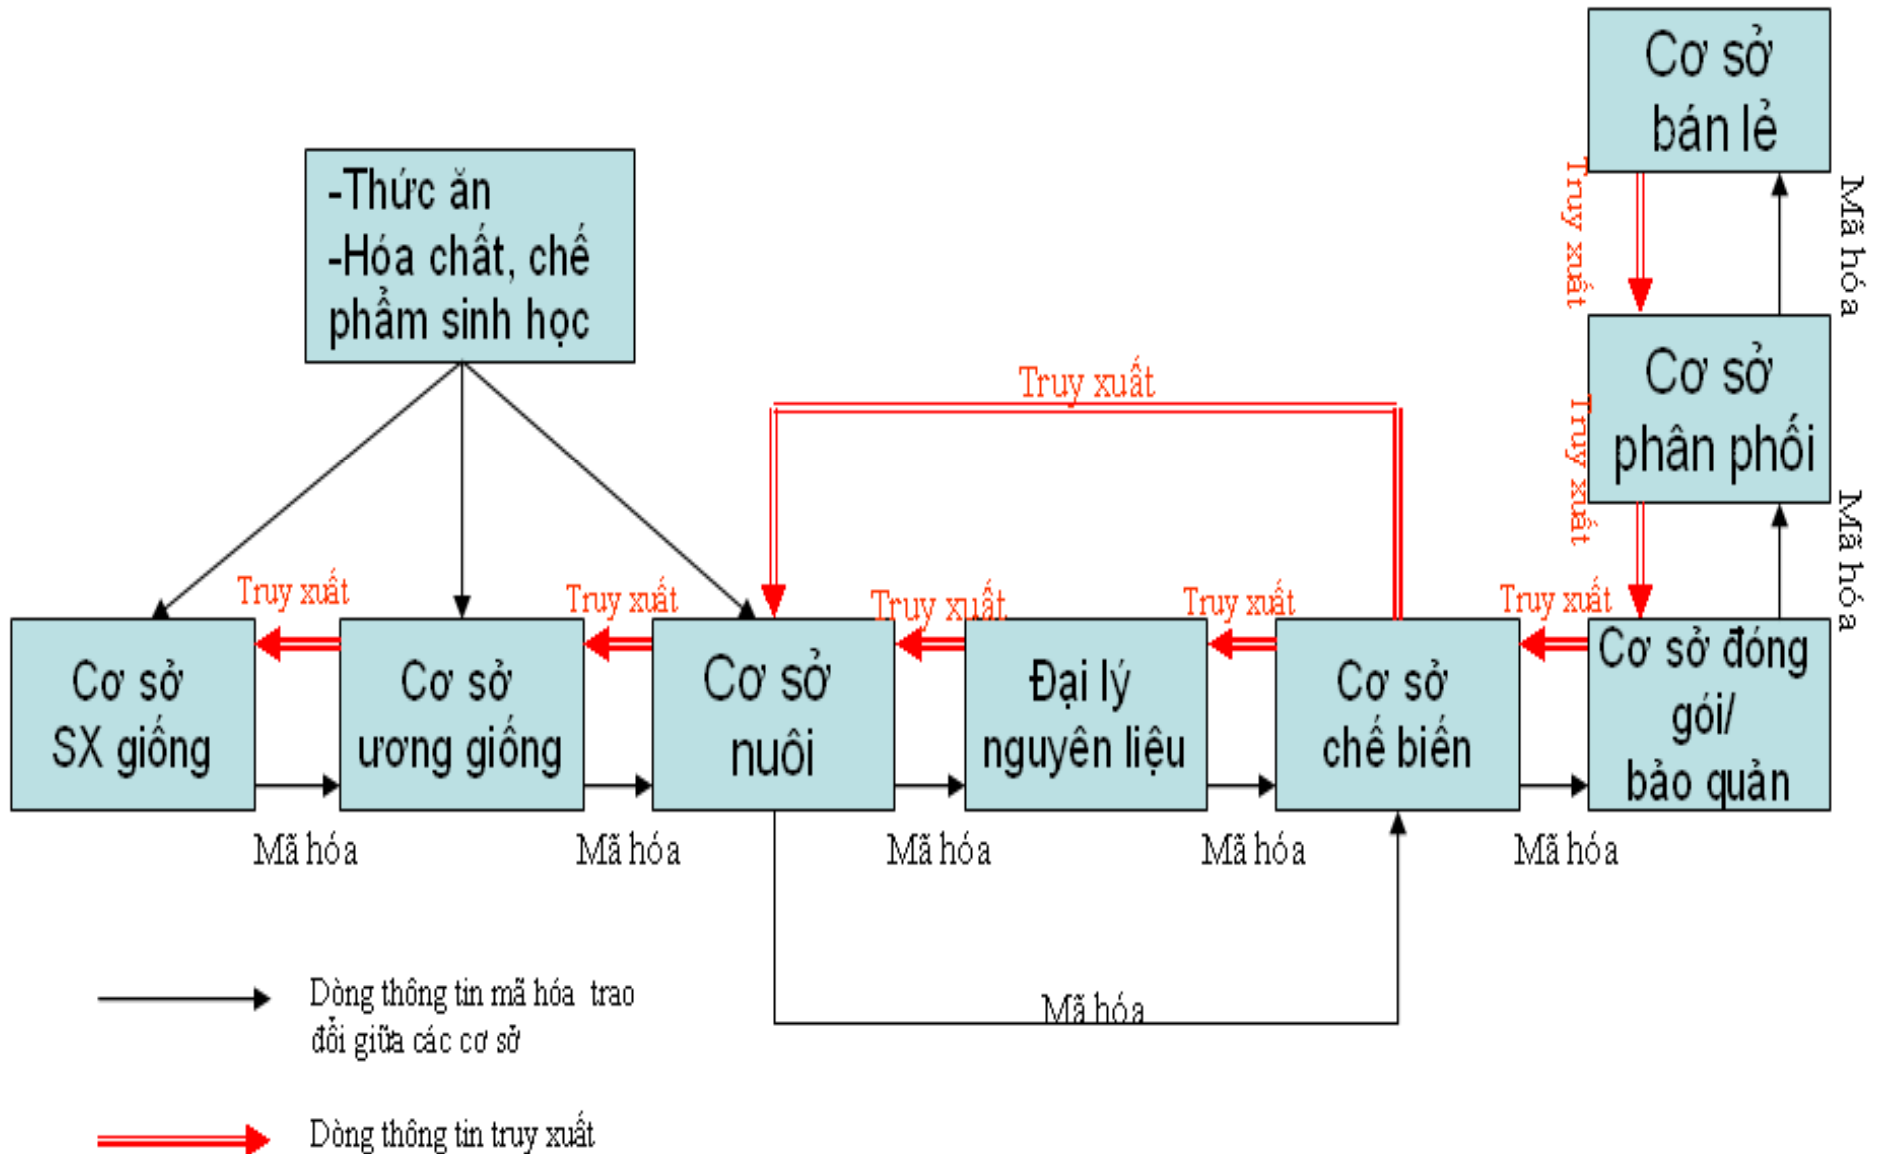 Cơ sở
bán lẻ
-Thức ăn
-Hóa chất, chế
phẩm sinh học
Truy xuất
Mã hóa
Cơ sở
phân phối
Truy xuất
Truy xuất
Mã hóa
Truy xuất
Truy xuất
Truy xuất
Truy xuất
Truy xuất
Cơ sở
SX giống
Cơ sở
ương giống
Cơ sở
nuôi
Đại lý
nguyên liệu
Cơ sở
chế biến
Cơ sở đóng
gói/
bảo quản
Mã hóa
Mã hóa
Mã hóa
Mã hóa
Mã hóa
Mã hóa
Dòng thông tin mã hóa trao
đổi giữa các cơ sở
Dòng thông tin truy xuất